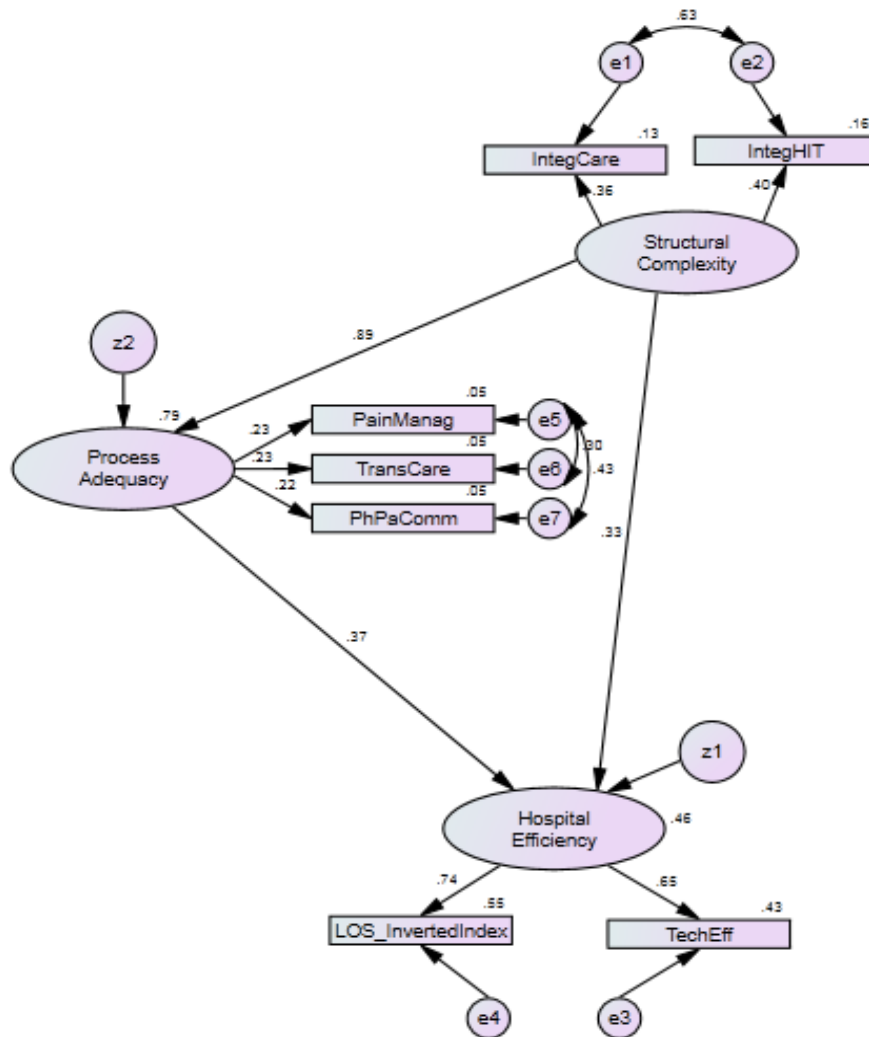 .63
e1
e2
.13
.16
IntegCare
IntegHIT
.36
.40
Structural
Complexity
z2
.89
.05
.79
PainManag
e5
.23
.05
.30
.23
TransCare
e6
.43
Process
Adequacy
.22
.05
PhPaComm
e7
.33
.37
z1
Hospital
Efficiency
.46
.74
.65
.55
.43
LOS_InvertedIndex
TechEff
e4
e3